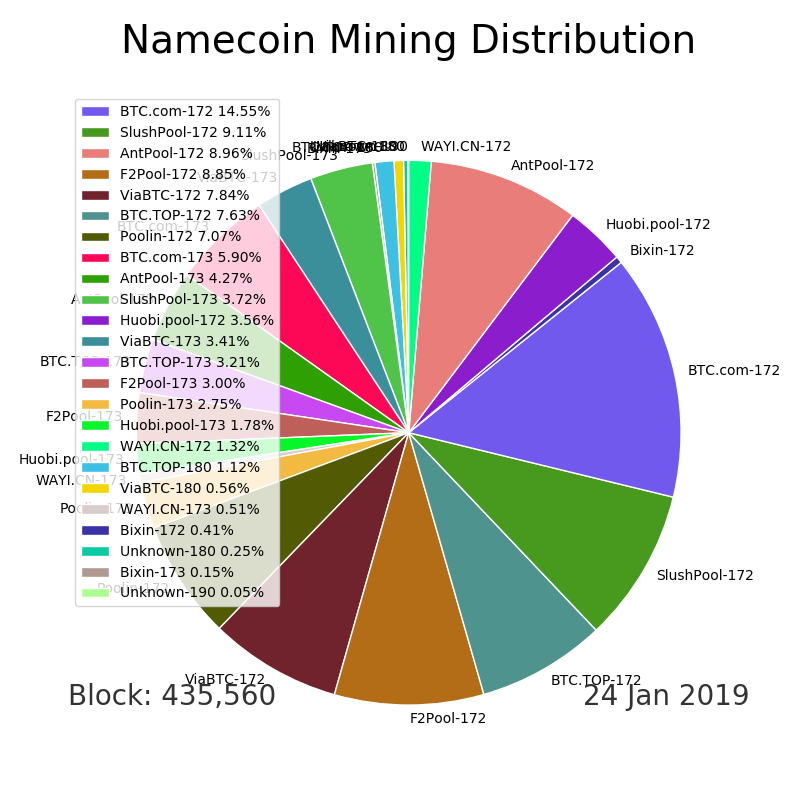 Namecoin Mining Distribution
BTC.com-172 14.55%
SlushPool-172 9.11%
AntPool-172 8.96%
F2Pool-172 8.85%
ViaBTC-172 7.84%
BTC.TOP-172 7.63%
Poolin-172 7.07%
BTC.com-173 5.90%
AntPool-173 4.27%
SlushPool-173 3.72%
Huobi.pool-172 3.56%
ViaBTC-173 3.41%
BTC.TOP-173 3.21%
F2Pool-173 3.00%
Poolin-173 2.75%
Huobi.pool-173 1.78%
WAYI.CN-172 1.32%
BTC.TOP-180 1.12%
ViaBTC-180 0.56%
WAYI.CN-173 0.51%
Bixin-172 0.41%
Unknown-180 0.25%
Bixin-173 0.15%
Unknown-190 0.05%
WAYI.CN-172
AntPool-172
Huobi.pool-172
Bixin-172
BTC.com-172
SlushPool-172
BTC.TOP-172
F2Pool-172
ViaBTC-172
Poolin-172
WAYI.CN-173
Huobi.pool-173
F2Pool-173
BTC.com-173
SlushPool-173
Block: 435,560
24 Jan 2019